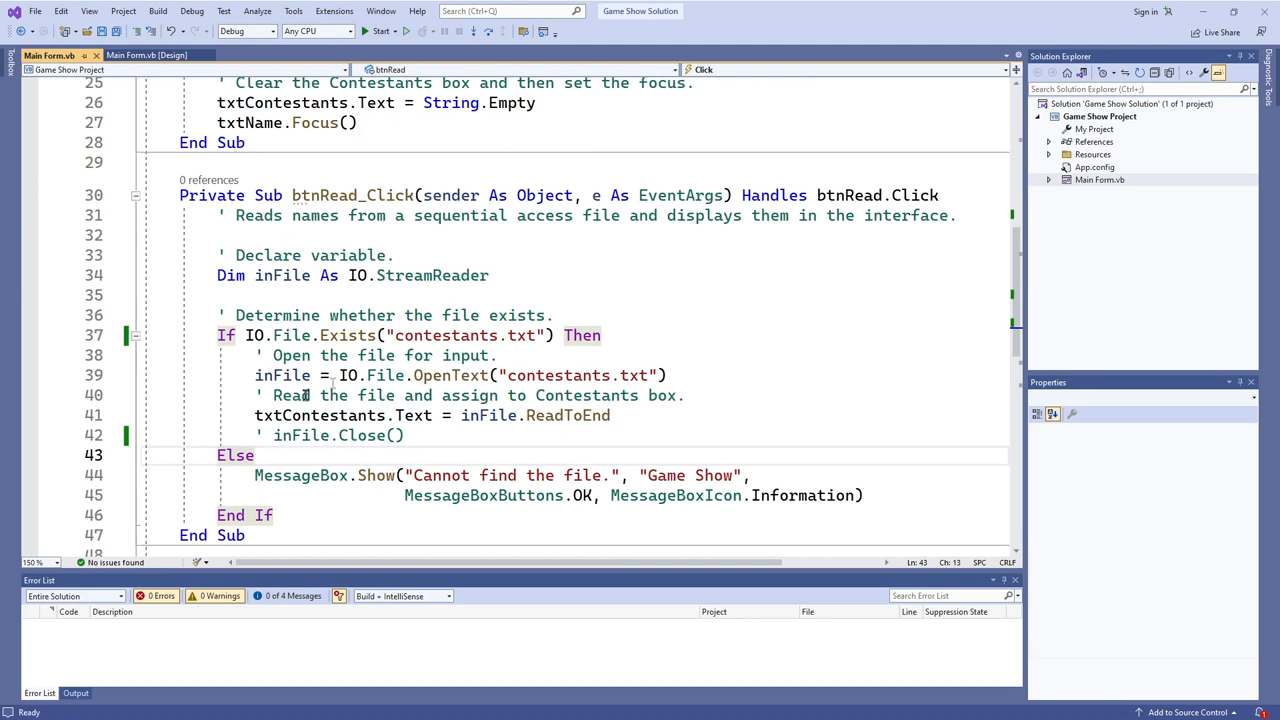 File Edit View Project Build Debug Test Analyze Tools Extensions Window Help Search (Ctrl+Q) Game Show Solution Sign in
Debug Any CPU Start Live Share
Main Form.vb Main Form.vb [Design]
Game Show Project btnRead Click
Toolbox
25 ' Clear the Contestants box and then set the focus.
26 txtContestants.Text = String.Empty
27 txtName.Focus()
28 End Sub
29
0 references
30 Private Sub btnRead_Click(sender As Object, e As EventArgs) Handles btnRead.Click
31 ' Reads names from a sequential access file and displays them in the interface.
32
33 ' Declare variable.
34 Dim inFile As IO.StreamReader
35
36 ' Determine whether the file exists.
37 If IO.File.Exists("contestants.txt") Then
38 ' Open the file for input.
39 inFile = IO.File.OpenText("contestants.txt")
40 ' Read the file and assign to Contestants box.
41 txtContestants.Text = inFile.ReadToEnd
42 ' inFile.Close()
43 Else
44 MessageBox.Show("Cannot find the file.", "Game Show",
45 MessageBoxButtons.OK, MessageBoxIcon.Information)
46 End If
47 End Sub
48
150 % No issues found Ln: 43 Ch: 13 SPC CRLF
Error List
Entire Solution 0 Errors 0 Warnings 0 of 4 Messages Build + IntelliSense Search Error List
Code Description Project File Line Suppression State
Error List Output
Solution Explorer
Search Solution Explorer (Ctrl+;)
Solution 'Game Show Solution' (1 of 1 project)
Game Show Project
My Project
References
Resources
App.config
Main Form.vb
Properties
Diagnostic Tools
Ready Add to Source Control 1